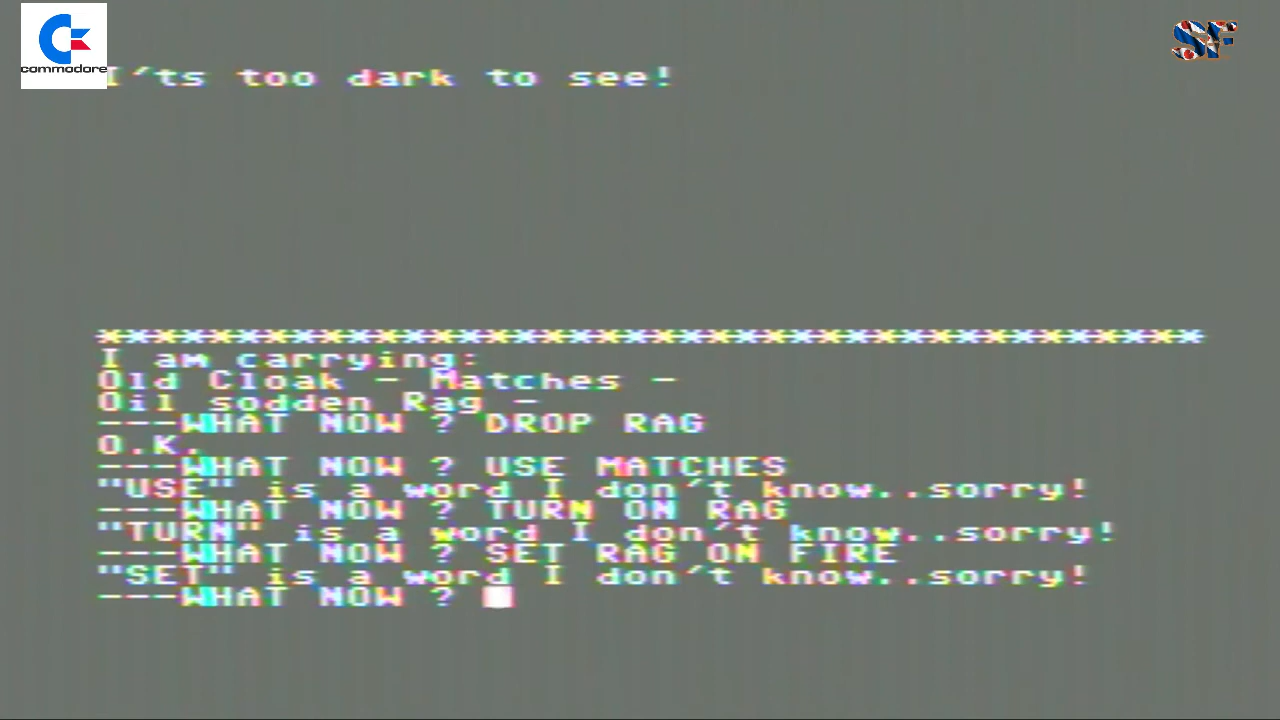 commodore
SF
I'ts too dark to see!
****************************************
I am carrying:
Old Cloak - Matches -
Oil sodden Rag -
---WHAT NOW ? DROP RAG
O.K.
---WHAT NOW ? USE MATCHES
"USE" is a word I don't know..sorry!
---WHAT NOW ? TURN ON RAG
"TURN" is a word I don't know..sorry!
---WHAT NOW ? SET RAG ON FIRE
"SET" is a word I don't know..sorry!
---WHAT NOW ?